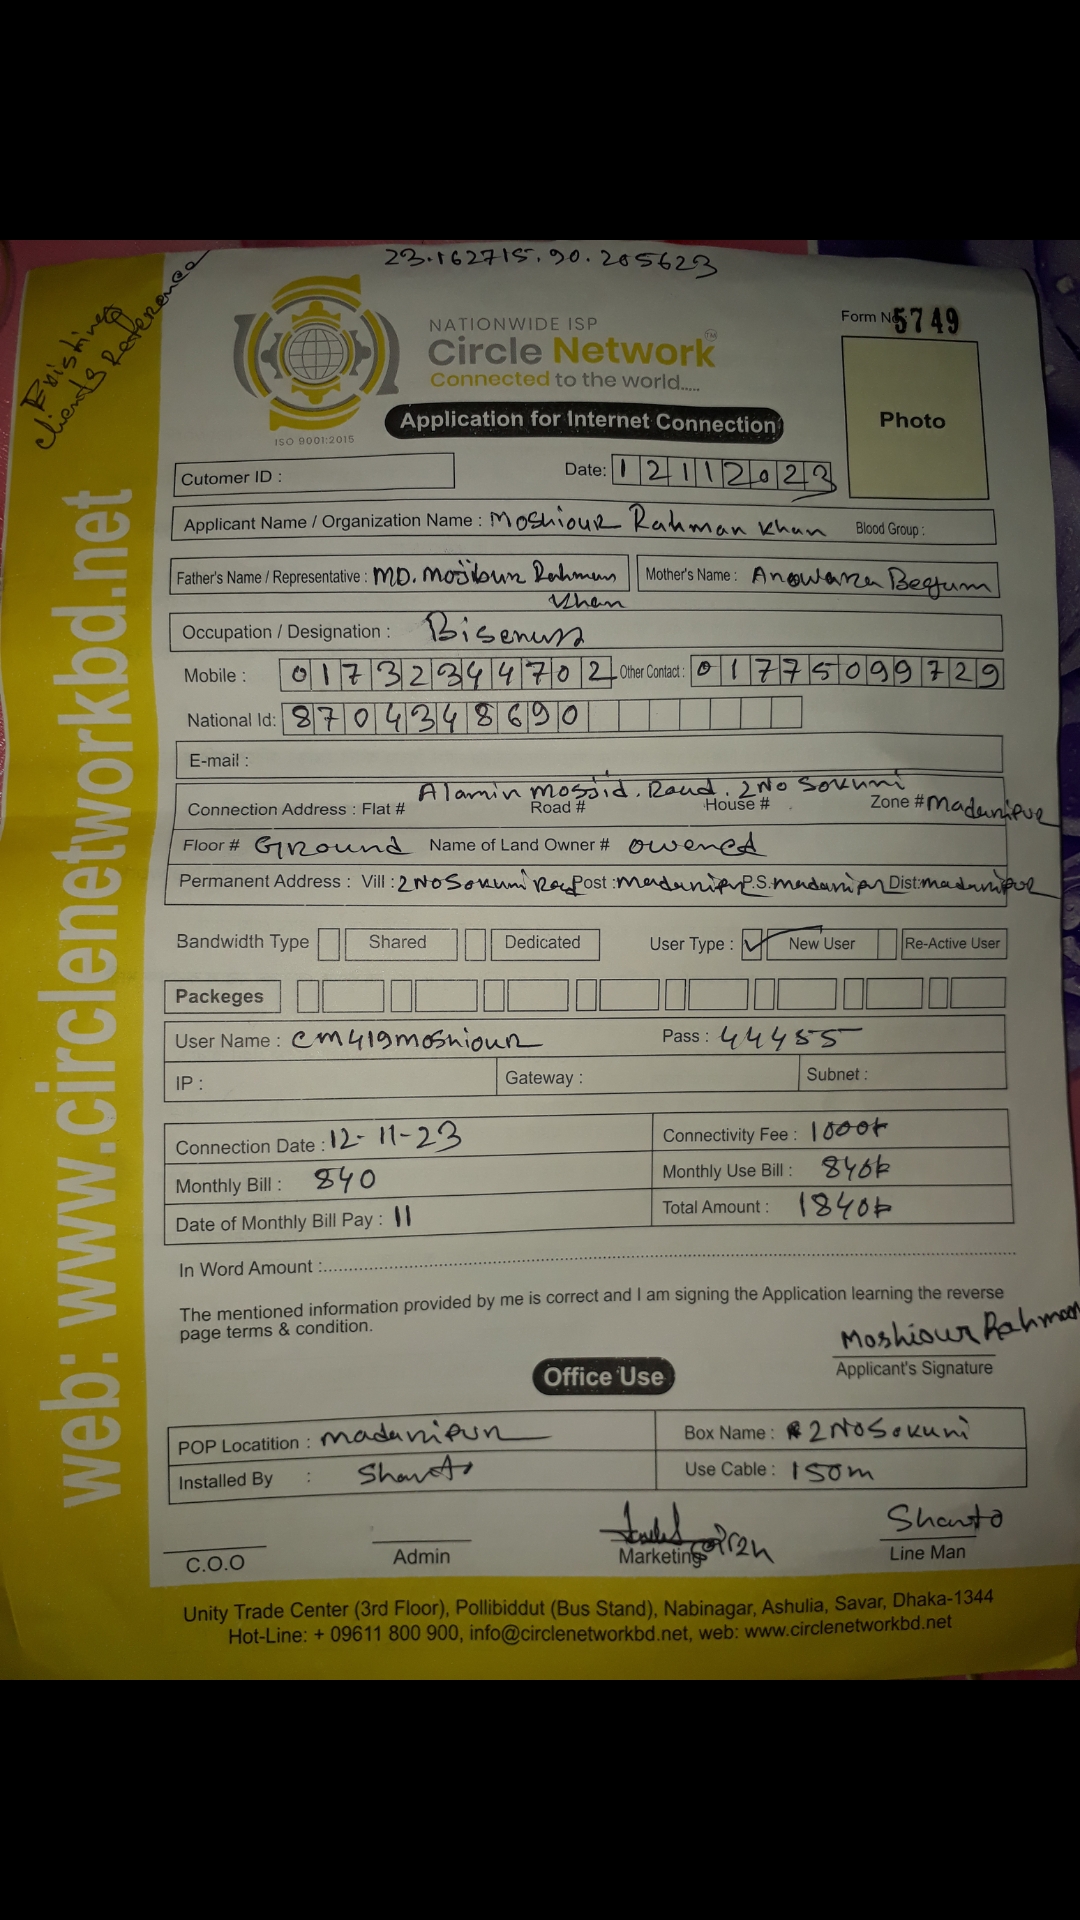 23.162715.90.205623
Exisiting
clients Reference
NATIONWIDE ISP
Circle Network
TM
Connected to the world.....
ISO 9001:2015
Form No 5749
Photo
Application for Internet Connection
Cutomer ID :
Date: 12112023
Applicant Name / Organization Name : Moshiour Rahman Khan Blood Group :
Father's Name / Representative : MD. Mojibur Rahman Khan Mother's Name : Anowara Begum
Occupation / Designation : Bisenuss
Mobile : 01732344702 Other Contact : 01775099729
National Id: 8704348690
E-mail :
Alamin Mosjid. Road. 2No Sokuni
Connection Address : Flat # Road # House # Zone # Madaripur
Floor # Ground Name of Land Owner # owened
Permanent Address : Vill : 2No Sokuni Road Post : Madaripur P.S. Madaripur Dist: Madaripur
Bandwidth Type Shared Dedicated User Type : ✓ New User Re-Active User
Packeges
User Name : cm419moshiour Pass : 44455
IP : Gateway : Subnet :
Connection Date : 12-11-23 Connectivity Fee : 1000৳
Monthly Bill : 840 Monthly Use Bill : 840৳
Date of Monthly Bill Pay : 11 Total Amount : 1840৳
In Word Amount :
The mentioned information provided by me is correct and I am signing the Application learning the reverse
page terms & condition.
Moshiour Rahman
Applicant's Signature
Office Use
POP Locatition : Madaripur Box Name : 2NoSokuni
Installed By : Shanto Use Cable : 150m
Shanto
C.O.O Admin Marketing Line Man
Unity Trade Center (3rd Floor), Pollibiddut (Bus Stand), Nabinagar, Ashulia, Savar, Dhaka-1344
Hot-Line: + 09611 800 900, info@circlenetworkbd.net, web: www.circlenetworkbd.net
web: www.circlenetworkbd.net